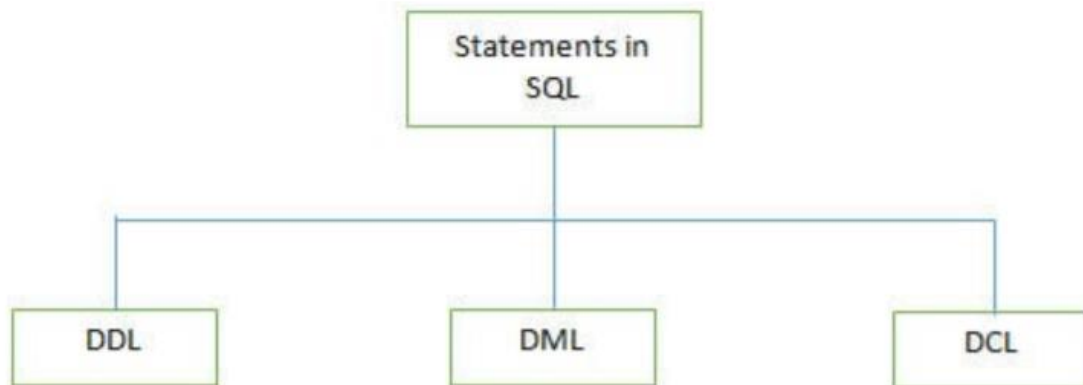 Statements in
SQL
DDL
DML
DCL